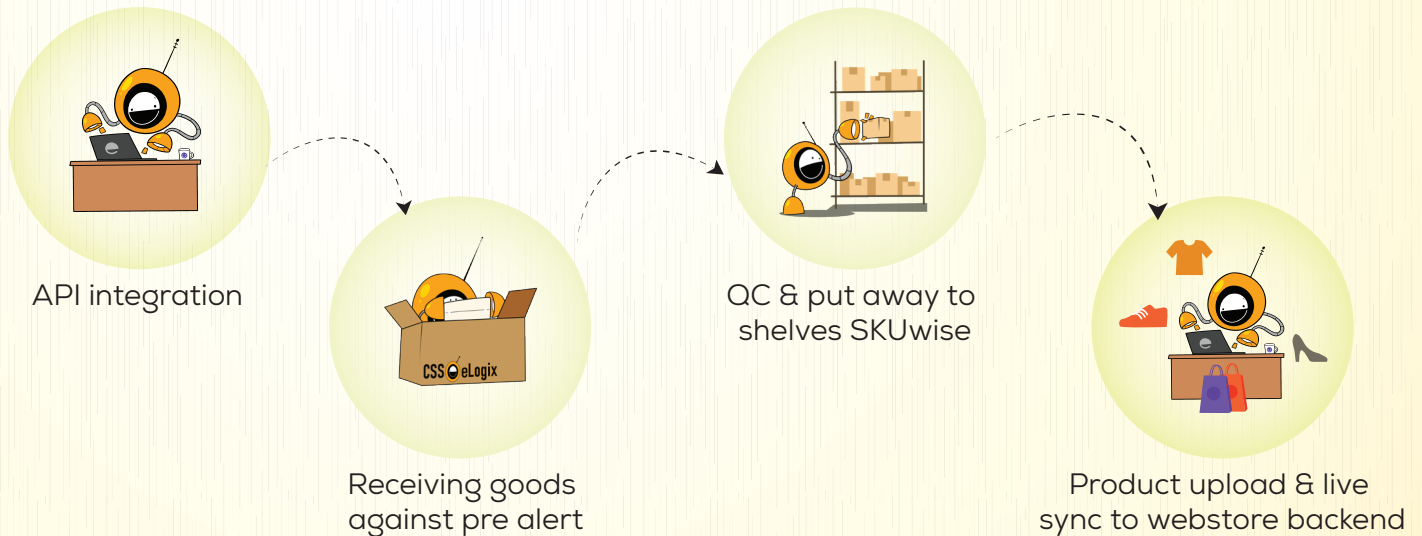 API integration
CSS eLogix
Receiving goods
against pre alert
QC & put away to
shelves SKUwise
Product upload & live
sync to webstore backend